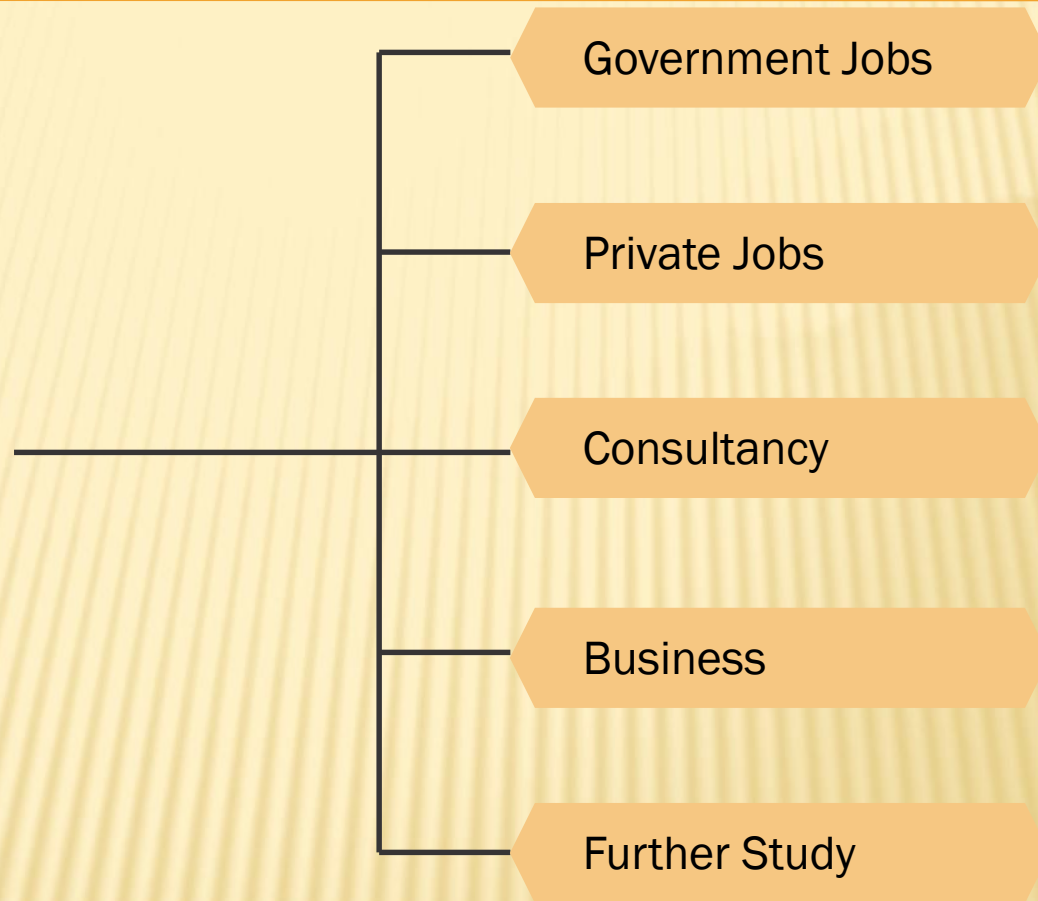 Government Jobs
Private Jobs
Consultancy
Business
Further Study